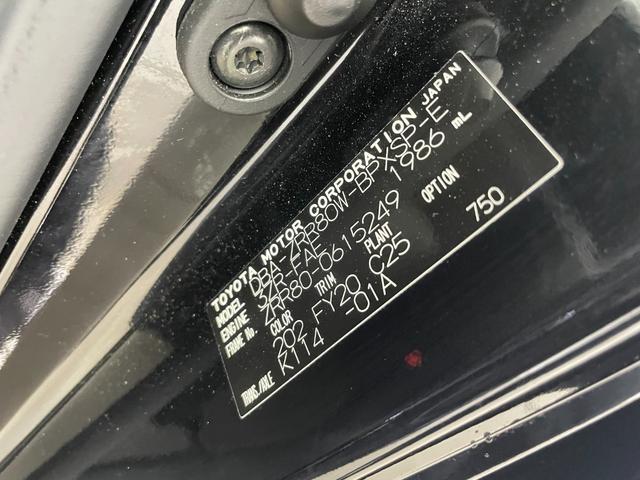 TOYOTA MOTOR CORPORATION JAPAN
MODEL DBA-ZRR80W-BPXSP-E
ENGINE 3ZR-FAE 1986 mL
FRAME No. ZRR80-0615249
COLOR TRIM PLANT OPTION
202 FY20 C25 750
TRANS./AXLE K114 -01A